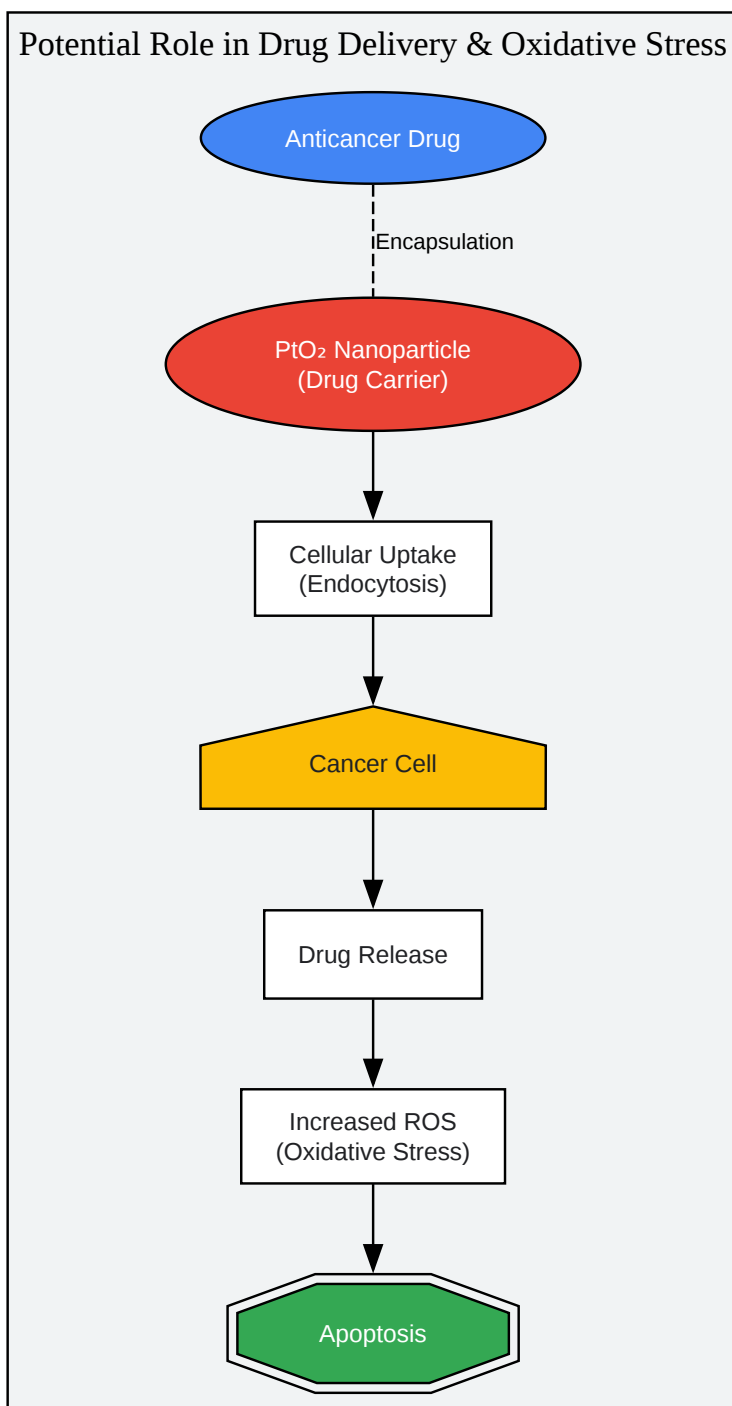 Potential Role in Drug Delivery & Oxidative Stress
Anticancer Drug
Encapsulation
PtO₂ Nanoparticle
(Drug Carrier)
Cellular Uptake
(Endocytosis)
Cancer Cell
Drug Release
Increased ROS
(Oxidative Stress)
Apoptosis